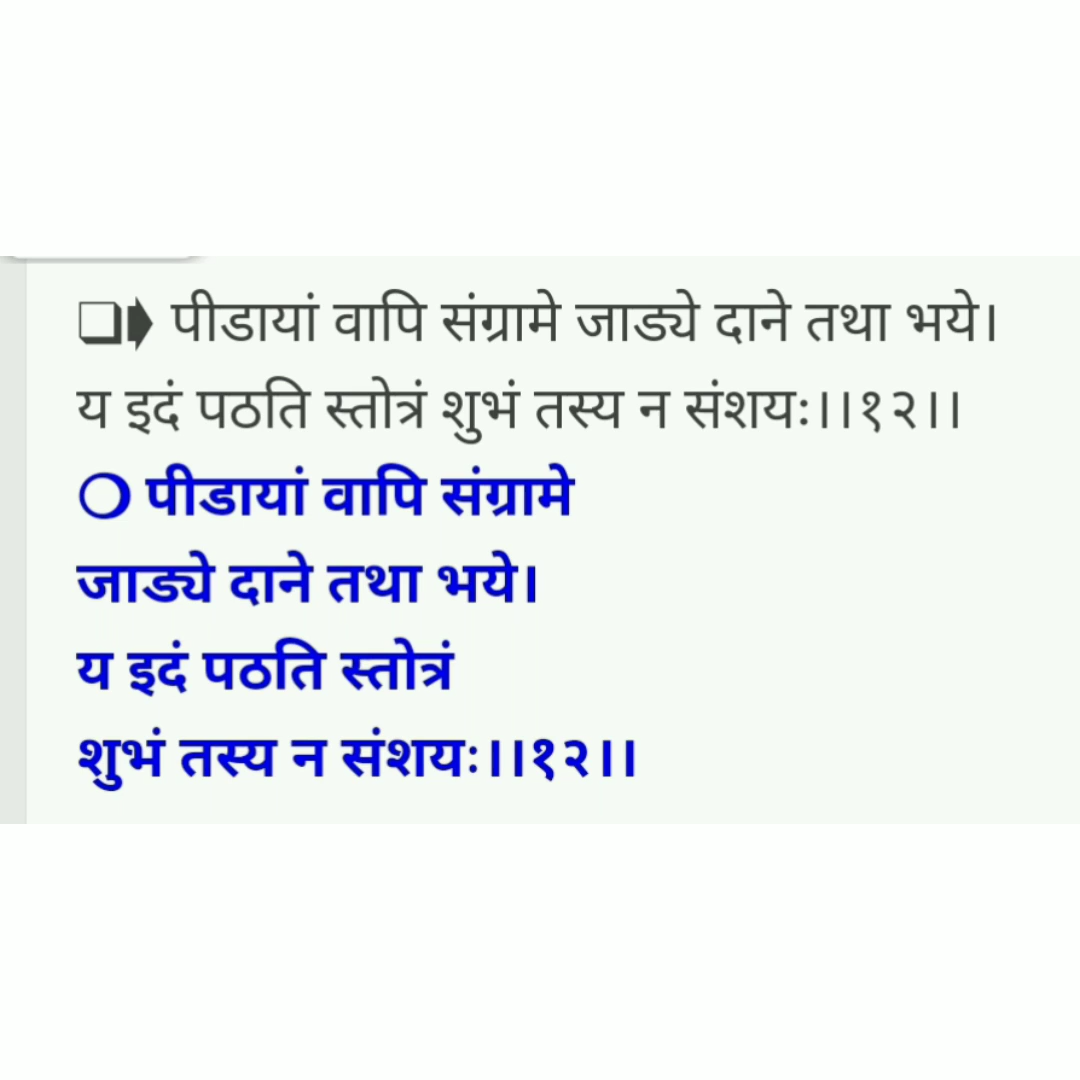 ❑➧ पीडायां वापि संग्रामे जाड्ये दाने तथा भये।
य इदं पठति स्तोत्रं शुभं तस्य न संशयः।।१२।।
❍ पीडायां वापि संग्रामे
जाड्ये दाने तथा भये।
य इदं पठति स्तोत्रं
शुभं तस्य न संशयः।।१२।।